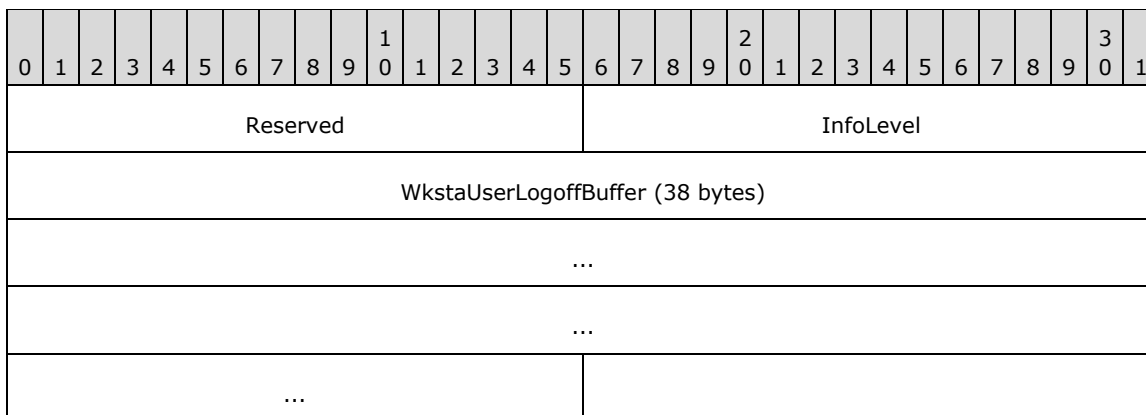 1 2 3
0 1 2 3 4 5 6 7 8 9 0 1 2 3 4 5 6 7 8 9 0 1 2 3 4 5 6 7 8 9 0 1
Reserved InfoLevel
WkstaUserLogoffBuffer (38 bytes)
...
...
...